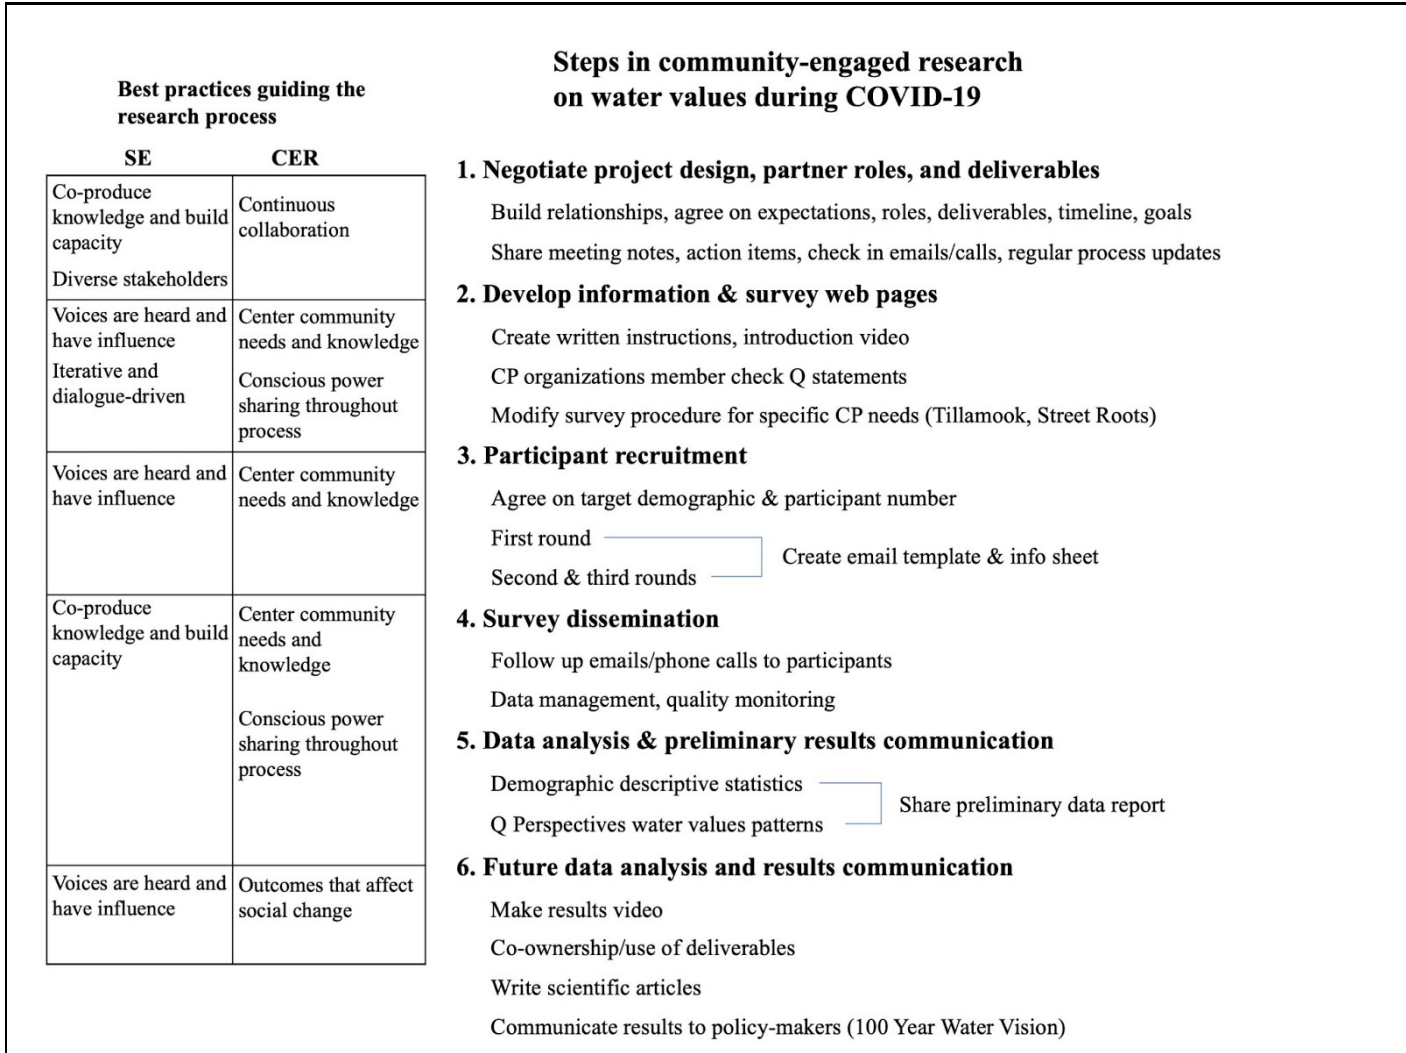 Steps in community-engaged research
on water values during COVID-19
Best practices guiding the
research process
SE
CER
Co-produce
knowledge and build
capacity
Diverse stakeholders
Continuous
collaboration
Voices are heard and
have influence
Iterative and
dialogue-driven
Center community
needs and knowledge
Conscious power
sharing throughout
process
Voices are heard and
have influence
Center community
needs and knowledge
Co-produce
knowledge and build
capacity
Center community
needs and
knowledge
Conscious power
sharing throughout
process
Voices are heard and
have influence
Outcomes that affect
social change
1. Negotiate project design, partner roles, and deliverables
Build relationships, agree on expectations, roles, deliverables, timeline, goals
Share meeting notes, action items, check in emails/calls, regular process updates
2. Develop information & survey web pages
Create written instructions, introduction video
CP organizations member check Q statements
Modify survey procedure for specific CP needs (Tillamook, Street Roots)
3. Participant recruitment
Agree on target demographic & participant number
First round
Second & third rounds
Create email template & info sheet
4. Survey dissemination
Follow up emails/phone calls to participants
Data management, quality monitoring
5. Data analysis & preliminary results communication
Demographic descriptive statistics
Q Perspectives water values patterns
Share preliminary data report
6. Future data analysis and results communication
Make results video
Co-ownership/use of deliverables
Write scientific articles
Communicate results to policy-makers (100 Year Water Vision)